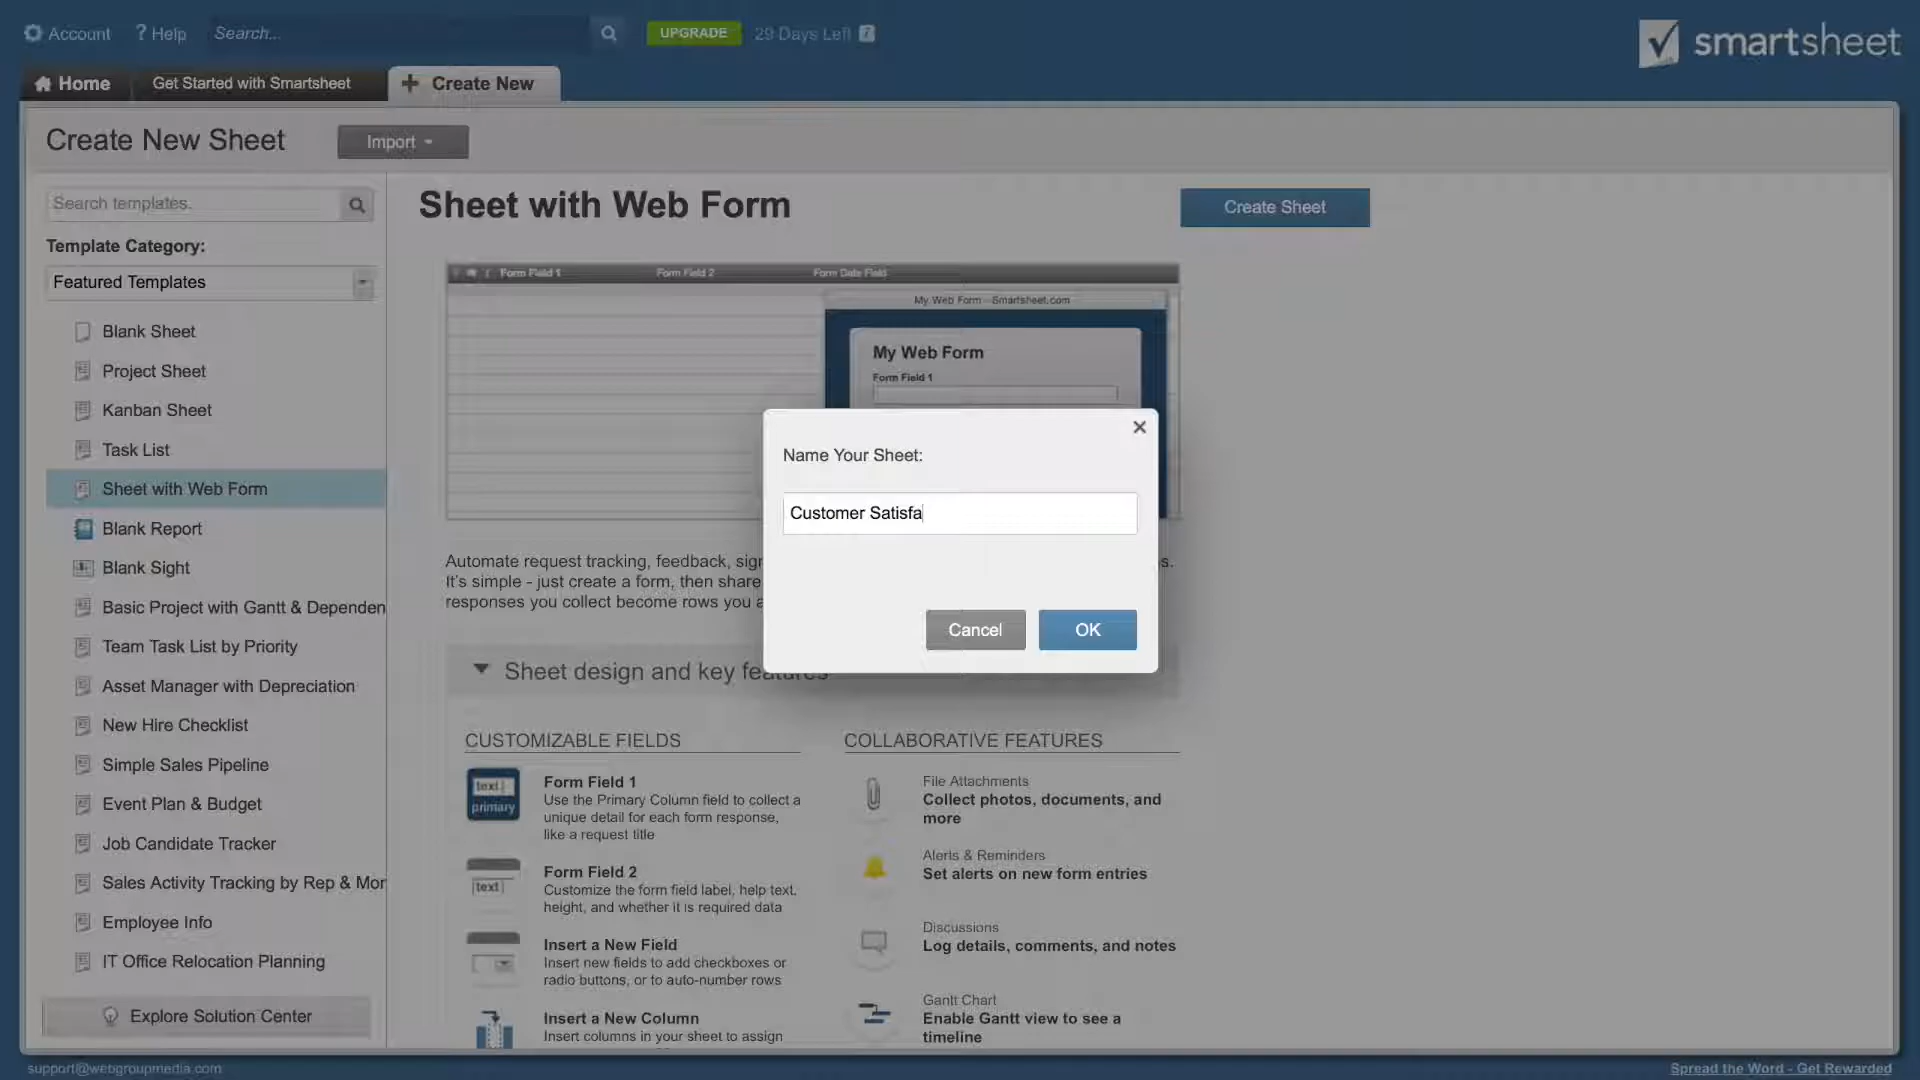 Account
? Help
Search...
UPGRADE
29 Days Left
smartsheet
Home
Get Started with Smartsheet
Create New
Create New Sheet
Import
Search templates.
Template Category:
Featured Templates
Blank Sheet
Project Sheet
Kanban Sheet
Task List
Sheet with Web Form
Blank Report
Blank Sight
Basic Project with Gantt & Dependen
Team Task List by Priority
Asset Manager with Depreciation
New Hire Checklist
Simple Sales Pipeline
Event Plan & Budget
Job Candidate Tracker
Sales Activity Tracking by Rep & Mor
Employee Info
IT Office Relocation Planning
Explore Solution Center
Sheet with Web Form
Create Sheet
Form Field 1
Form Field 2
Form Date Field
My Web Form - Smartsheet.com
My Web Form
Form Field 1
Name Your Sheet:
Customer Satisfa
Cancel
OK
Automate request tracking, feedback, sign s.
It's simple - just create a form, then share
responses you collect become rows you a
Sheet design and key features
CUSTOMIZABLE FIELDS
text
primary
Form Field 1
Use the Primary Column field to collect a
unique detail for each form response,
like a request title
text
Form Field 2
Customize the form field label, help text,
height, and whether it is required data
Insert a New Field
Insert new fields to add checkboxes or
radio buttons, or to auto-number rows
Insert a New Column
Insert columns in your sheet to assign
COLLABORATIVE FEATURES
File Attachments
Collect photos, documents, and
more
Alerts & Reminders
Set alerts on new form entries
Discussions
Log details, comments, and notes
Gantt Chart
Enable Gantt view to see a
timeline
support@webgroupmedia.com
Spread the Word - Get Rewarded